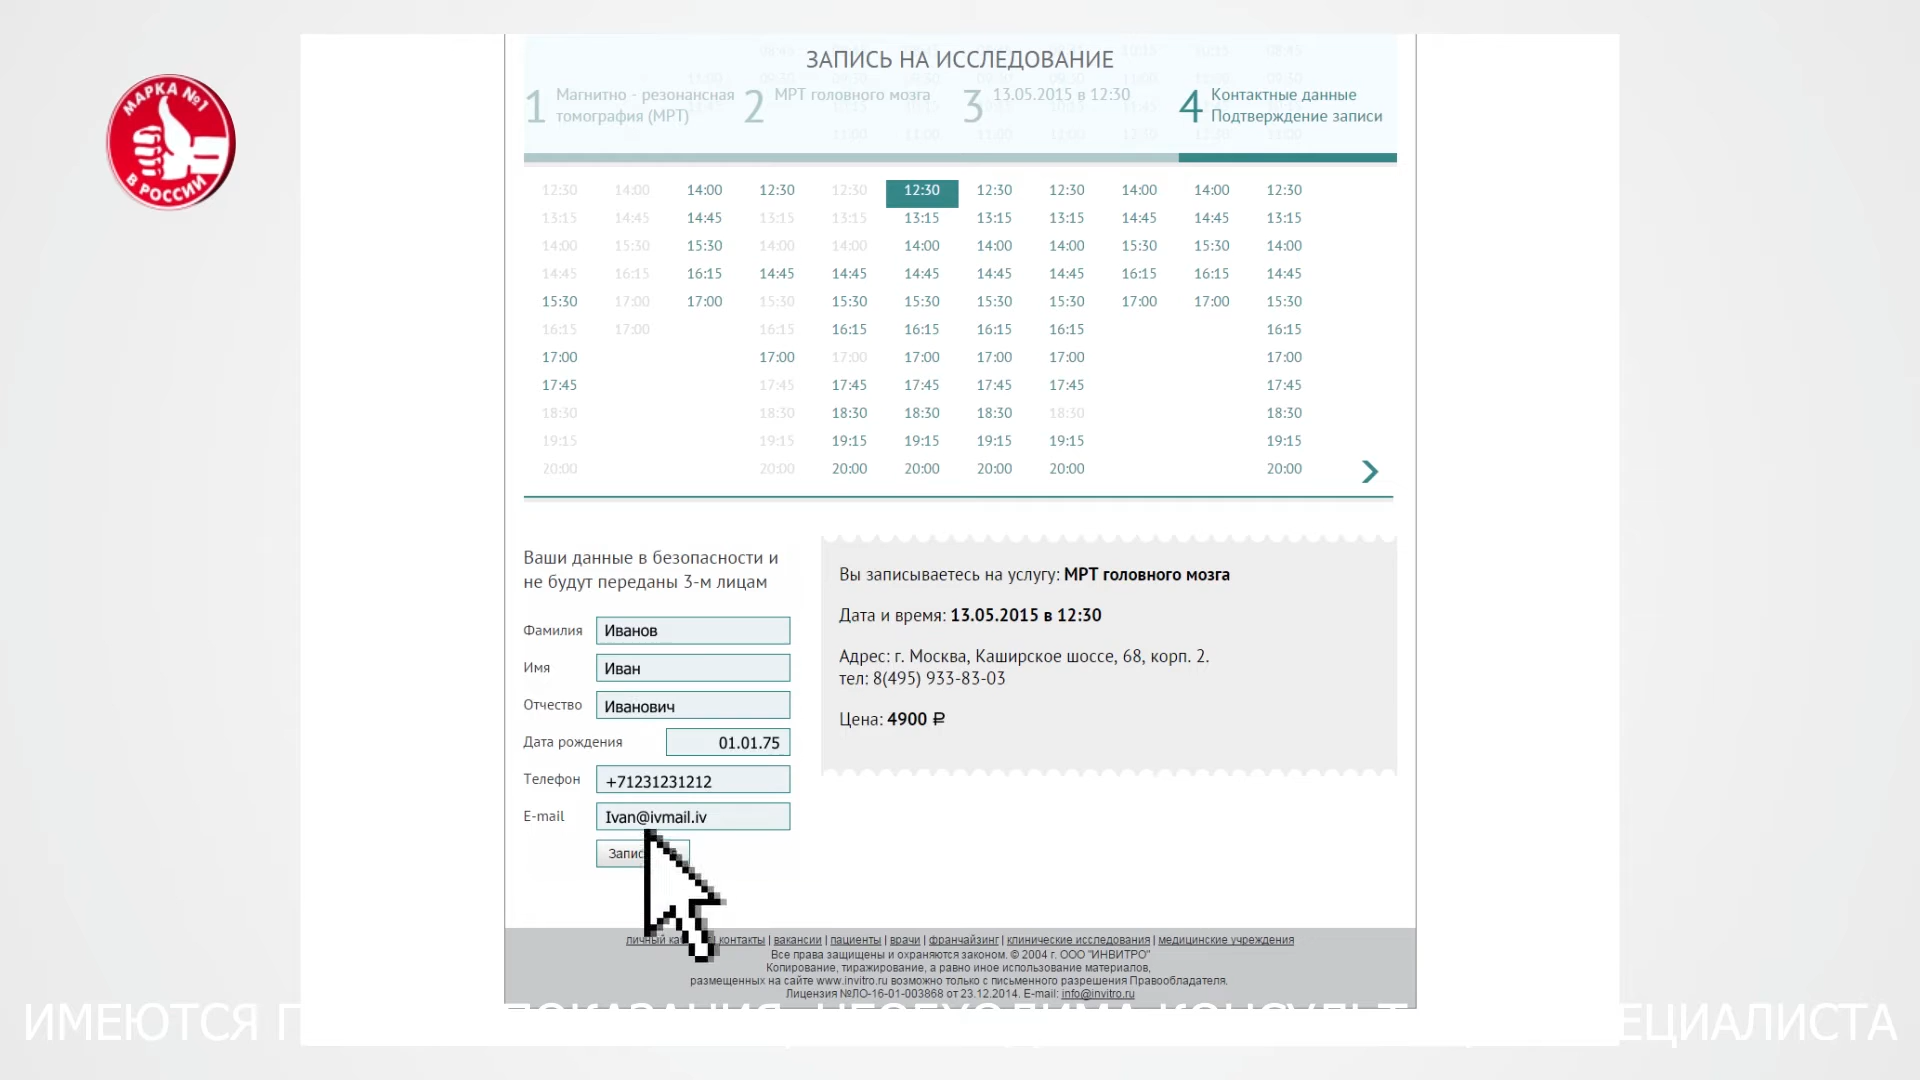 МАРКА №1
В РОССИИ
ЗАПИСЬ НА ИССЛЕДОВАНИЕ
1 Магнитно - резонансная томография (МРТ)
2 МРТ головного мозга
3 13.05.2015 в 12:30
4 Контактные данные Подтверждение записи
12:30 14:00 14:00 12:30 12:30 12:30 12:30 12:30 14:00 14:00 12:30
13:15 14:45 14:45 13:15 13:15 13:15 13:15 13:15 14:45 14:45 13:15
14:00 15:30 15:30 14:00 14:00 14:00 14:00 14:00 15:30 15:30 14:00
14:45 16:15 16:15 14:45 14:45 14:45 14:45 14:45 16:15 16:15 14:45
15:30 17:00 17:00 15:30 15:30 15:30 15:30 15:30 17:00 17:00 15:30
16:15 17:00 16:15 16:15 16:15 16:15 16:15 16:15
17:00 17:00 17:00 17:00 17:00 17:00 17:00
17:45 17:45 17:45 17:45 17:45 17:45 17:45
18:30 18:30 18:30 18:30 18:30 18:30 18:30
19:15 19:15 19:15 19:15 19:15 19:15 19:15
20:00 20:00 20:00 20:00 20:00 20:00 20:00
Ваши данные в безопасности и
не будут переданы 3-м лицам
Фамилия Иванов
Имя Иван
Отчество Иванович
Дата рождения 01.01.75
Телефон +71231231212
E-mail Ivan@ivmail.iv
Вы записываетесь на услугу: МРТ головного мозга
Дата и время: 13.05.2015 в 12:30
Адрес: г. Москва, Каширское шоссе, 68, корп. 2.
тел: 8(495) 933-83-03
Цена: 4900 ₽
личный | контакты | вакансии | пациенты | врачи | франчайзинг | клинические исследования | медицинские учреждения
Все права защищены и охраняются законом. © 2004 г. ООО "ИНВИТРО"
Копирование, тиражирование, а равно иное использование материалов,
размещенных на сайте www.invitro.ru возможно только с письменного разрешения Правообладателя.
Лицензия №ЛО-16-01-003868 от 23.12.2014. E-mail: info@invitro.ru
ИМЕЮТСЯ